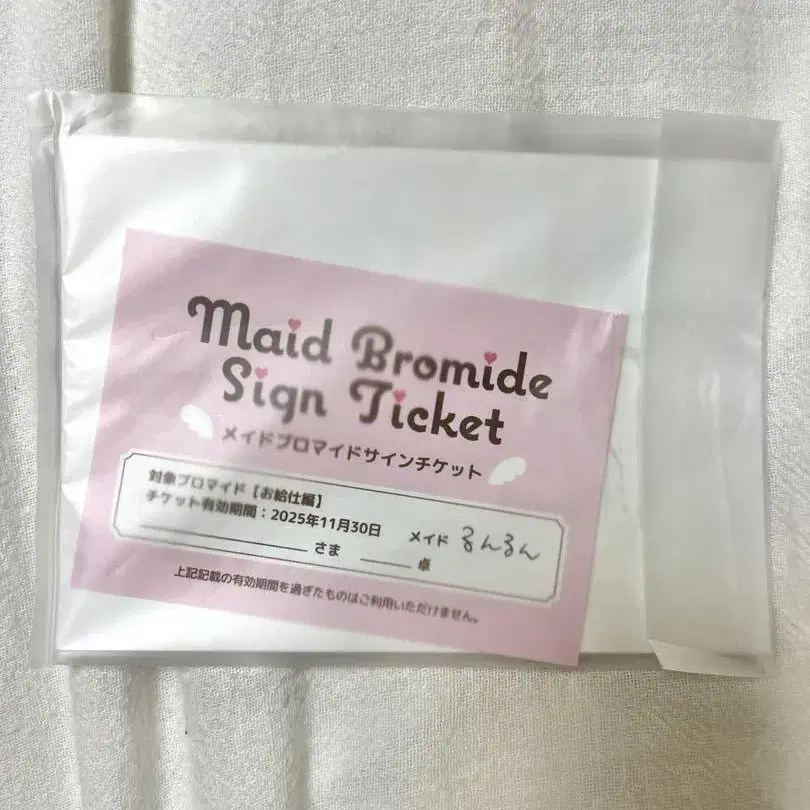 Maid Bromide
Sign Ticket
メイドブロマイドサインチケット
対象ブロマイド【お給仕編】
チケット有効期間：2025年11月30日
メイド るんるん
さま 卓
上記記載の有効期間を過ぎたものはご利用いただけません。